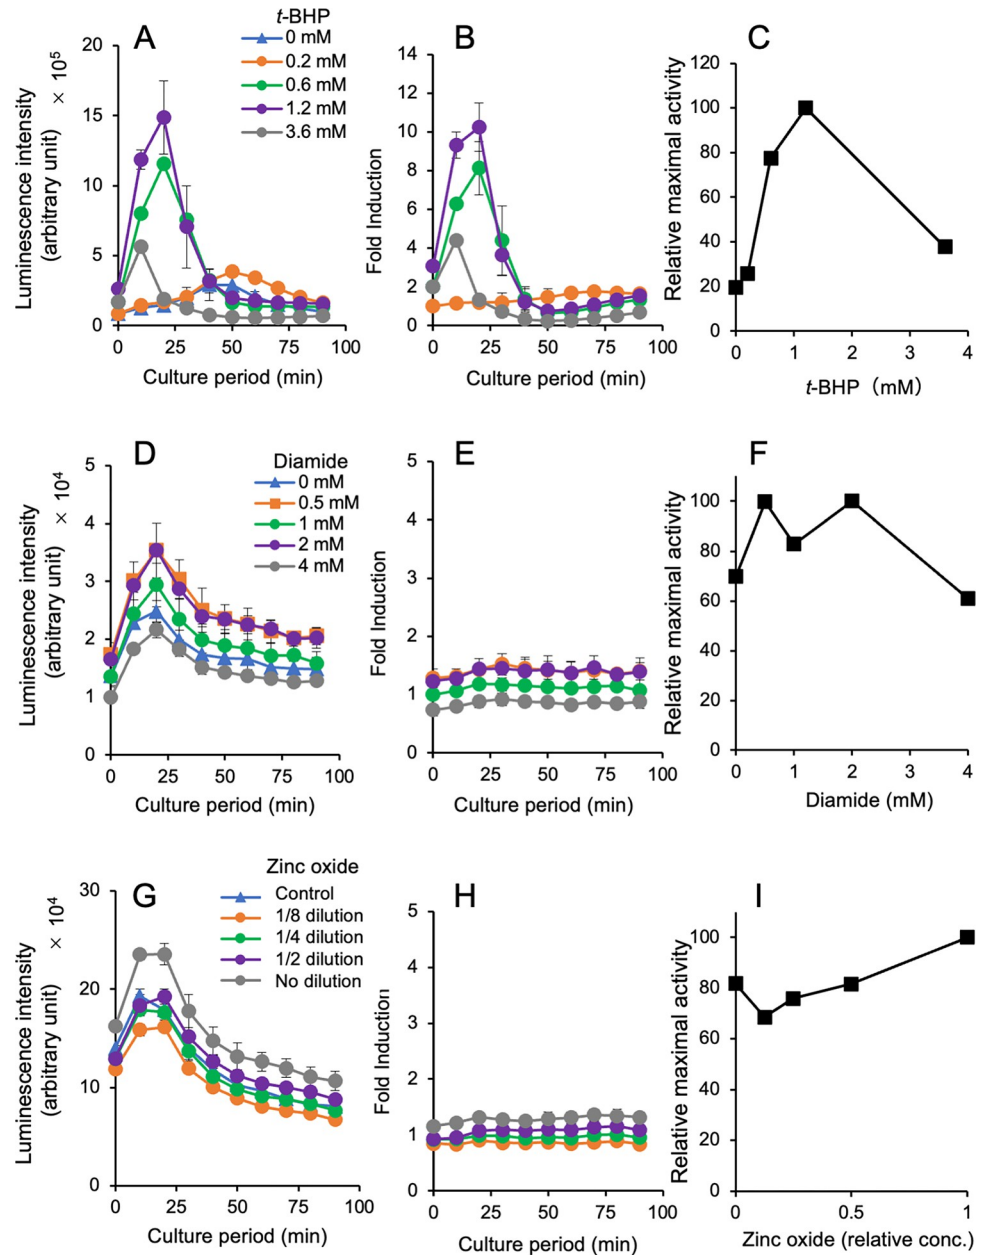 A
t-BHP
0 mM
0.2 mM
0.6 mM
1.2 mM
3.6 mM
Luminescence intensity
(arbitrary unit) × 10⁵
20
15
10
5
0
0 25 50 75 100
Culture period (min)
B
Fold Induction
14
12
10
8
6
4
2
0
0 25 50 75 100
Culture period (min)
C
Relative maximal activity
120
100
80
60
40
20
0
0 1 2 3 4
t-BHP (mM)
D
Diamide
0 mM
0.5 mM
1 mM
2 mM
4 mM
Luminescence intensity
(arbitrary unit) × 10⁴
5
4
3
2
1
0
0 25 50 75 100
Culture period (min)
E
Fold Induction
5
4
3
2
1
0
0 25 50 75 100
Culture period (min)
F
Relative maximal activity
100
80
60
40
20
0
0 1 2 3 4
Diamide (mM)
G
Zinc oxide
Control
1/8 dilution
1/4 dilution
1/2 dilution
No dilution
Luminescence intensity
(arbitrary unit) × 10⁴
30
20
10
0
0 25 50 75 100
Culture period (min)
H
Fold Induction
5
4
3
2
1
0
0 25 50 75 100
Culture period (min)
I
Relative maximal activity
100
80
60
40
20
0
0 0.5 1
Zinc oxide (relative conc.)